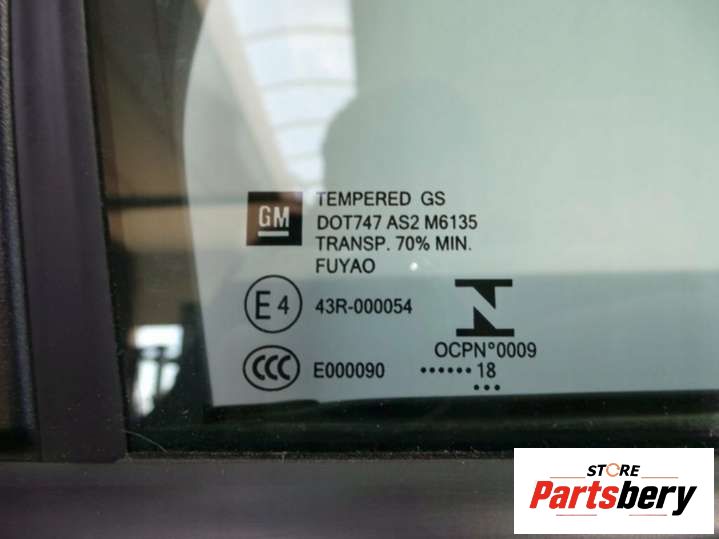 GM
TEMPERED GS
DOT747 AS2 M6135
TRANSP. 70% MIN.
FUYAO
E4 43R-000054
N
OCPN°0009
CCC E000090
•••••• 18
•••
STORE
Partsbery